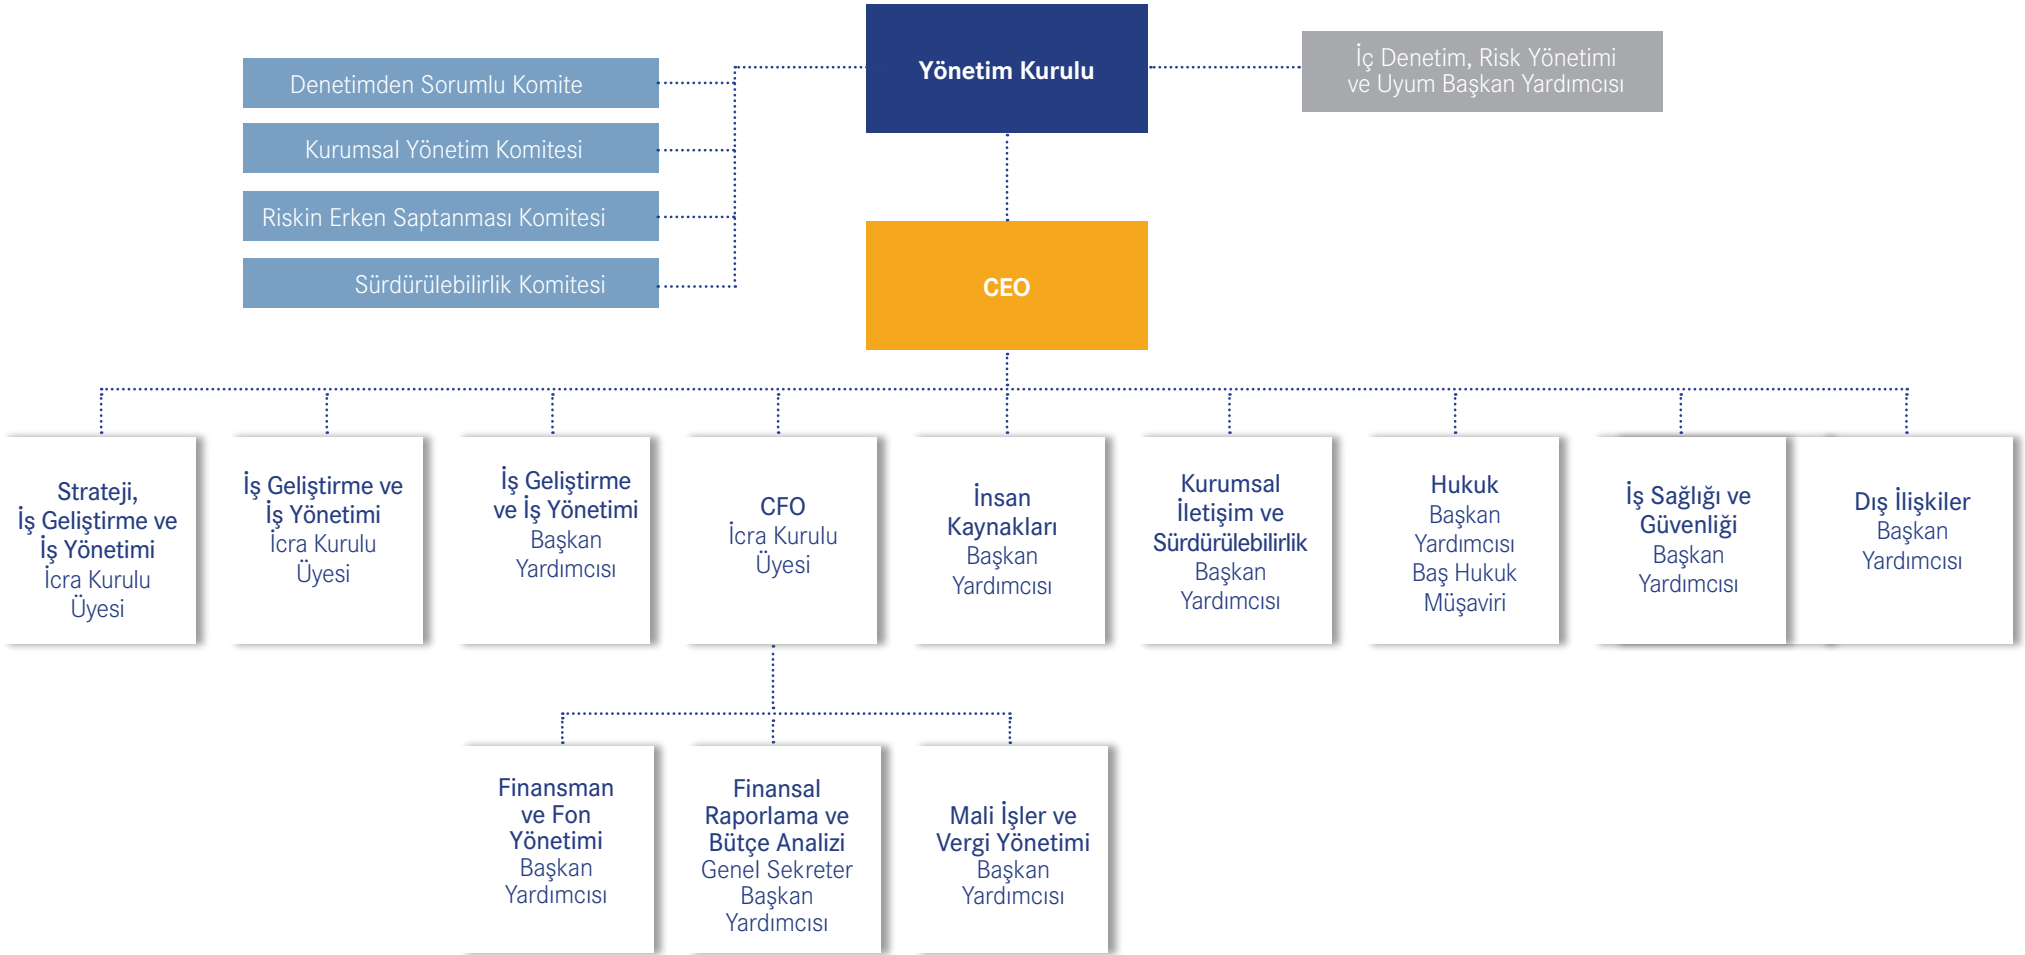 Yönetim Kurulu
İç Denetim, Risk Yönetimi
ve Uyum Başkan Yardımcısı
Denetimden Sorumlu Komite
Kurumsal Yönetim Komitesi
Riskin Erken Saptanması Komitesi
Sürdürülebilirlik Komitesi
CEO
Strateji,
İş Geliştirme ve
İş Yönetimi
İcra Kurulu
Üyesi
İş Geliştirme ve
İş Yönetimi
İcra Kurulu
Üyesi
İş Geliştirme
ve İş Yönetimi
Başkan
Yardımcısı
CFO
İcra Kurulu
Üyesi
İnsan
Kaynakları
Başkan
Yardımcısı
Kurumsal
İletişim ve
Sürdürülebilirlik
Başkan
Yardımcısı
Hukuk
Başkan
Yardımcısı
Baş Hukuk
Müşaviri
İş Sağlığı ve
Güvenliği
Başkan
Yardımcısı
Dış İlişkiler
Başkan
Yardımcısı
Finansman
ve Fon
Yönetimi
Başkan
Yardımcısı
Finansal
Raporlama ve
Bütçe Analizi
Genel Sekreter
Başkan
Yardımcısı
Mali İşler ve
Vergi Yönetimi
Başkan
Yardımcısı